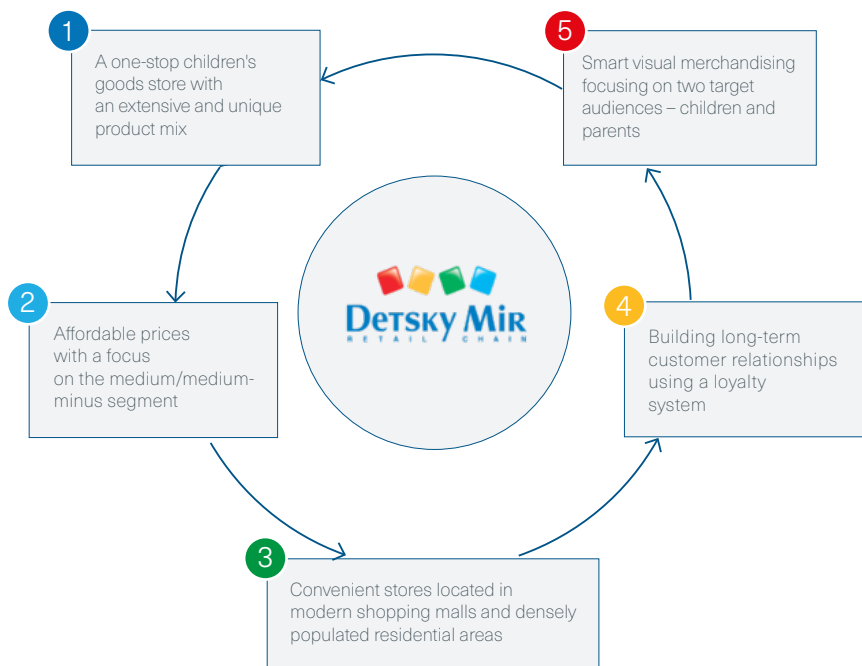 1
A one-stop children's
goods store with
an extensive and unique
product mix
5
Smart visual merchandising
focusing on two target
audiences – children and
parents
DETSKY MIR
RETAIL CHAIN
2
Affordable prices
with a focus
on the medium/medium-
minus segment
4
Building long-term
customer relationships
using a loyalty
system
3
Convenient stores located in
modern shopping malls and densely
populated residential areas